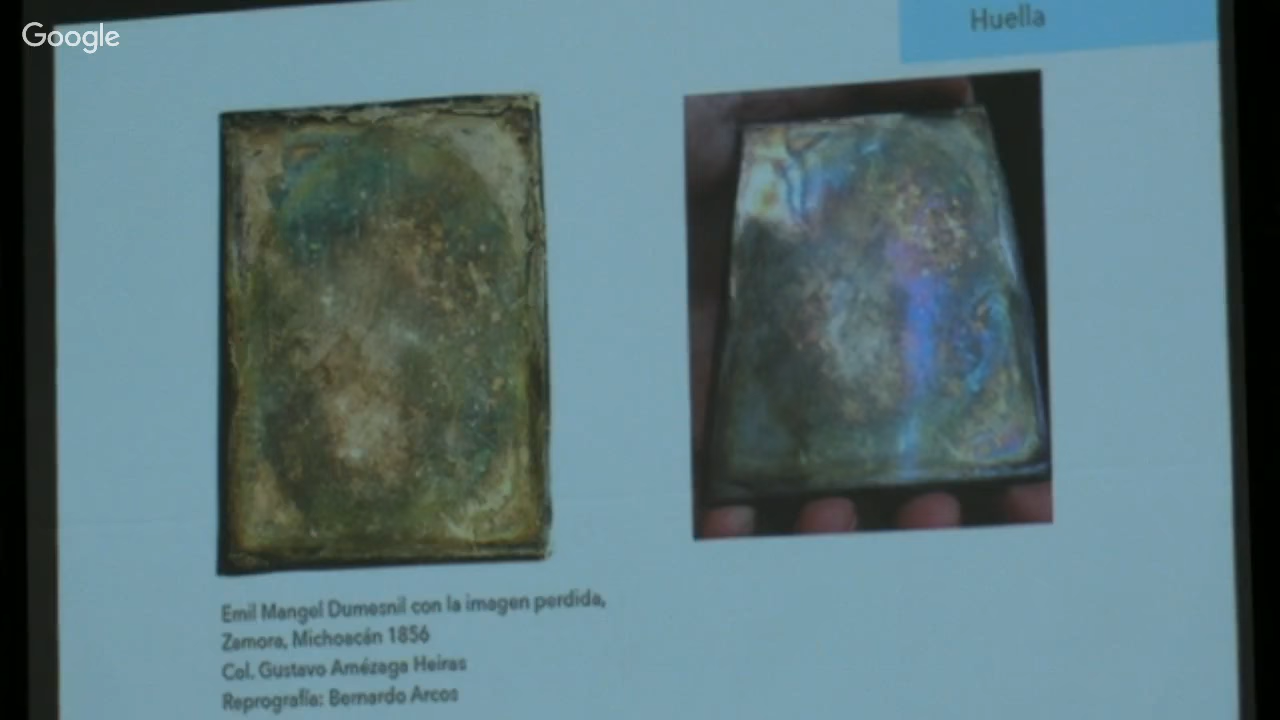 Google
Huella
Emil Mangel Dumesnil con la imagen perdida,
Zamora, Michoacán 1856
Col. Gustavo Amézaga Heiras
Reprografía: Bernardo Arcos